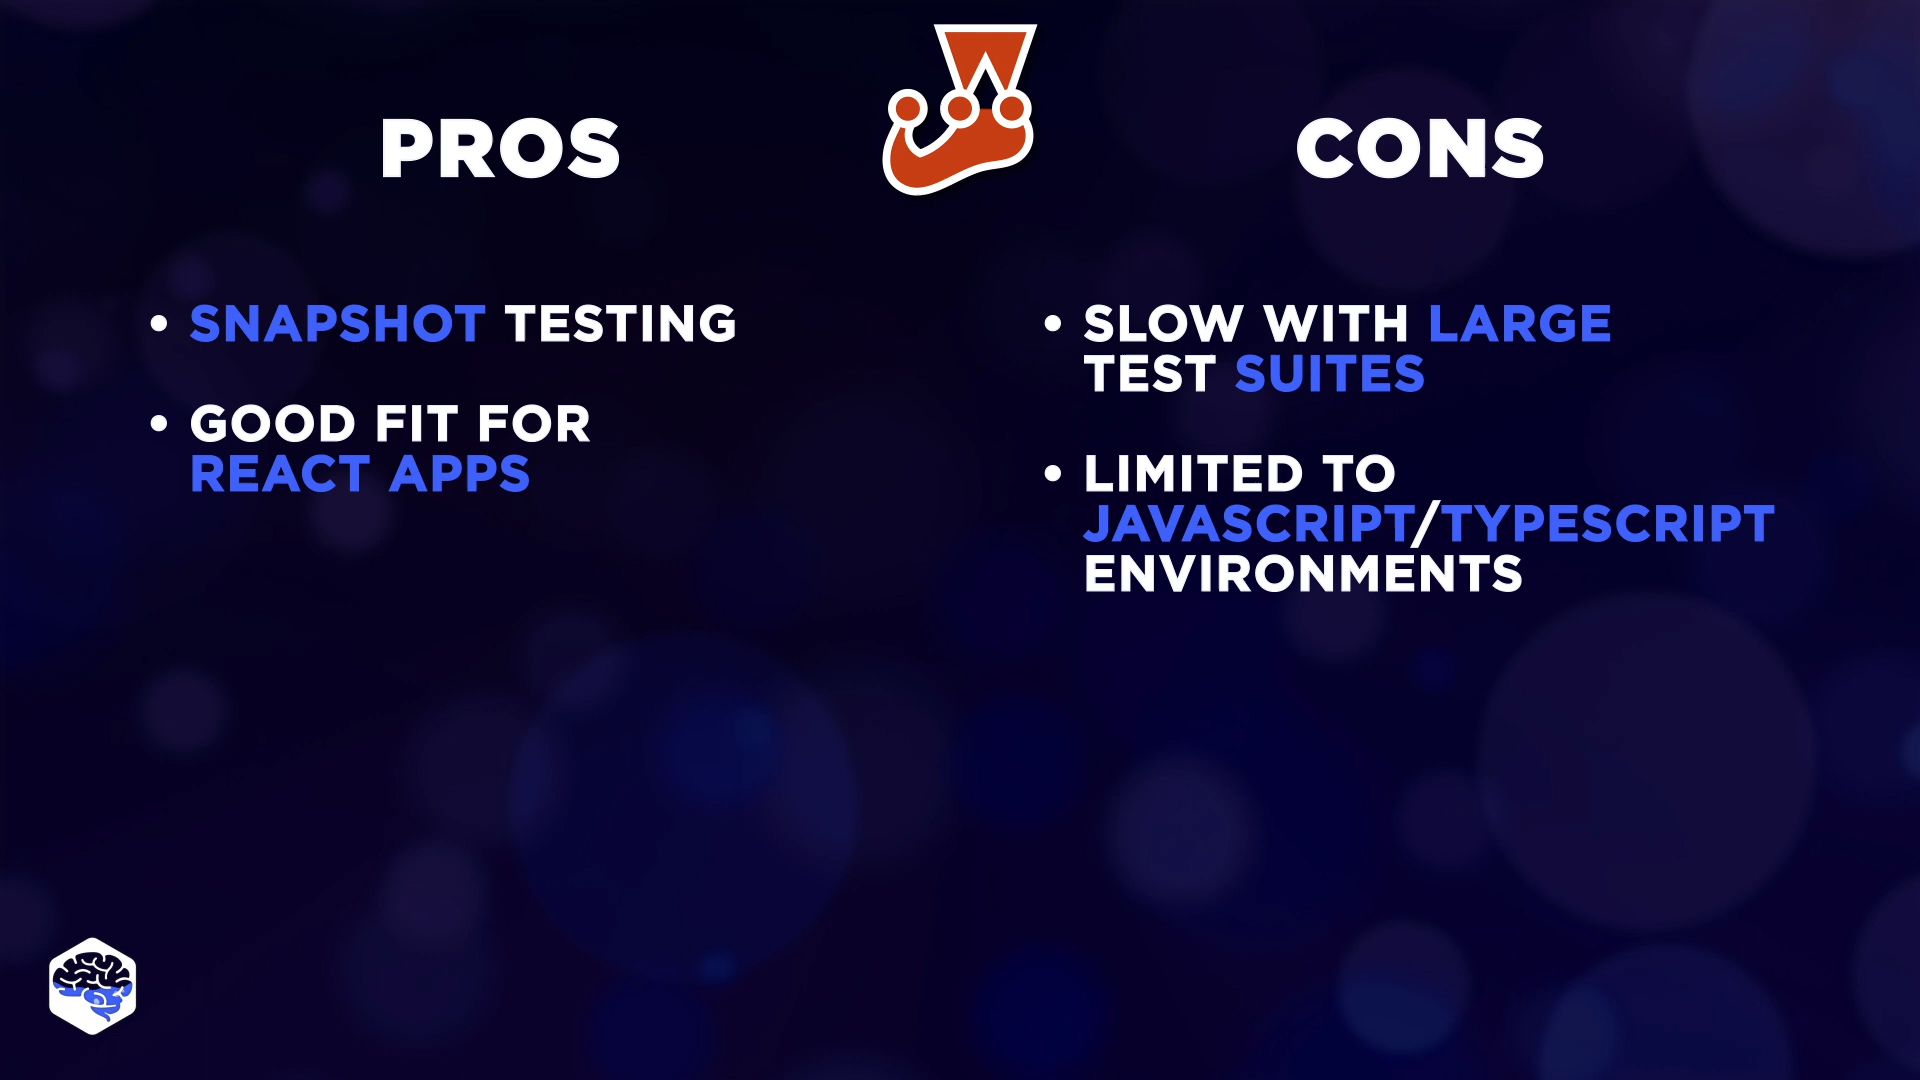 PROS
• SNAPSHOT TESTING
• GOOD FIT FOR
REACT APPS
CONS
• SLOW WITH LARGE
TEST SUITES
• LIMITED TO
JAVASCRIPT/TYPESCRIPT
ENVIRONMENTS